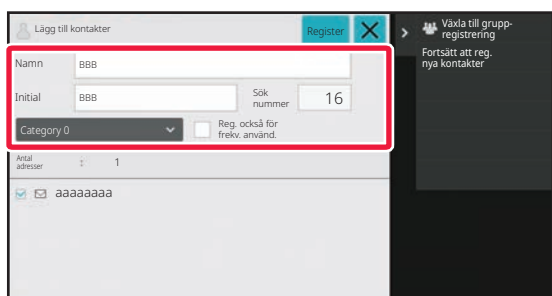 Lägg till kontakter
Register
Namn
BBB
Initial
BBB
Sök
nummer
16
Category 0
Reg. också för
frekv. använd.
Antal
adresser
:
1
aaaaaaaa
Växla till grupp-
registrering
Fortsätt att reg.
nya kontakter